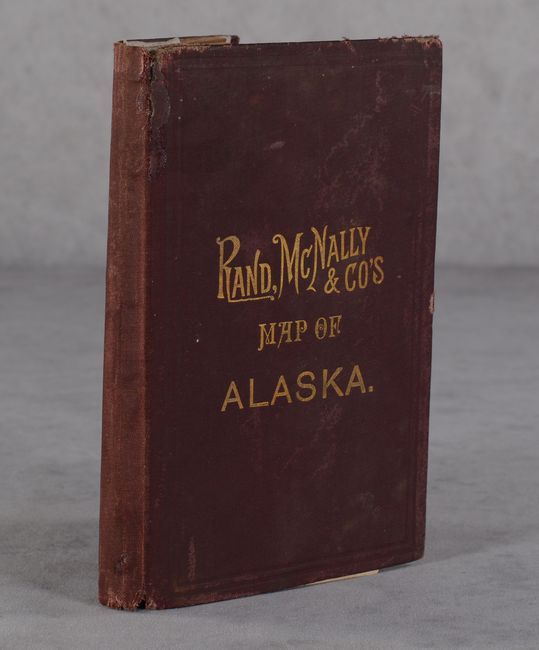 RAND, MCNALLY
& CO'S
MAP OF
ALASKA.